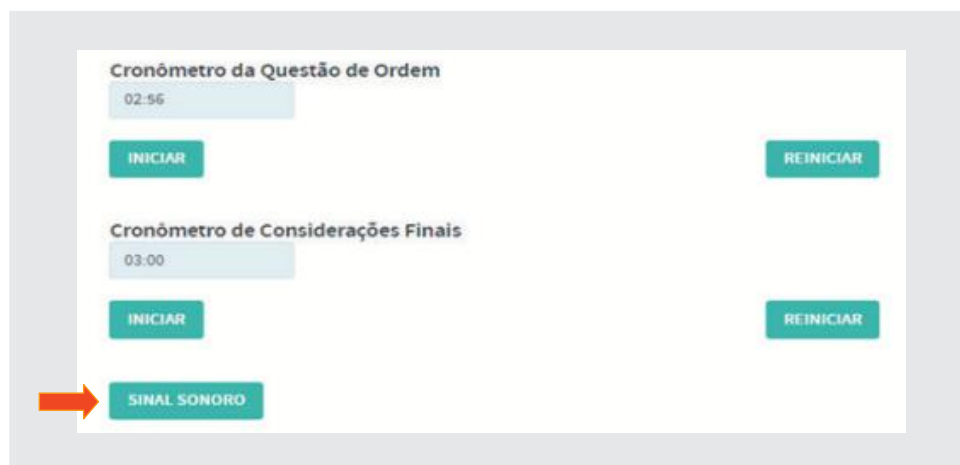 Cronômetro da Questão de Ordem
02:56
INICIAR REINICIAR
Cronômetro de Considerações Finais
03:00
INICIAR REINICIAR
SINAL SONORO